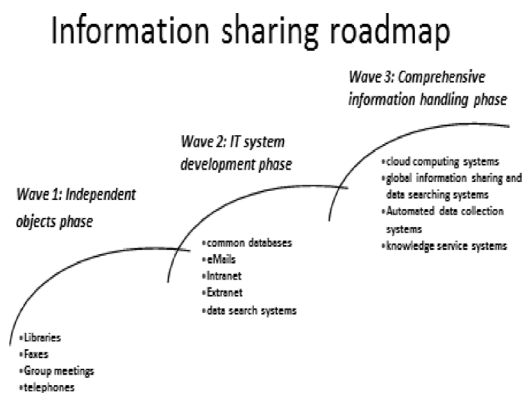 Information sharing roadmap
Wave 3: Comprehensive
information handling phase
Wave 2: IT system
development phase
Wave 1: Independent
objects phase
•cloud computing systems
•global information sharing and
data searching systems
•Automated data collection
systems
•knowledge service systems
•common databases
•eMails
•Intranet
•Extranet
•data search systems
•Libraries
•Faxes
•Group meetings
•telephones